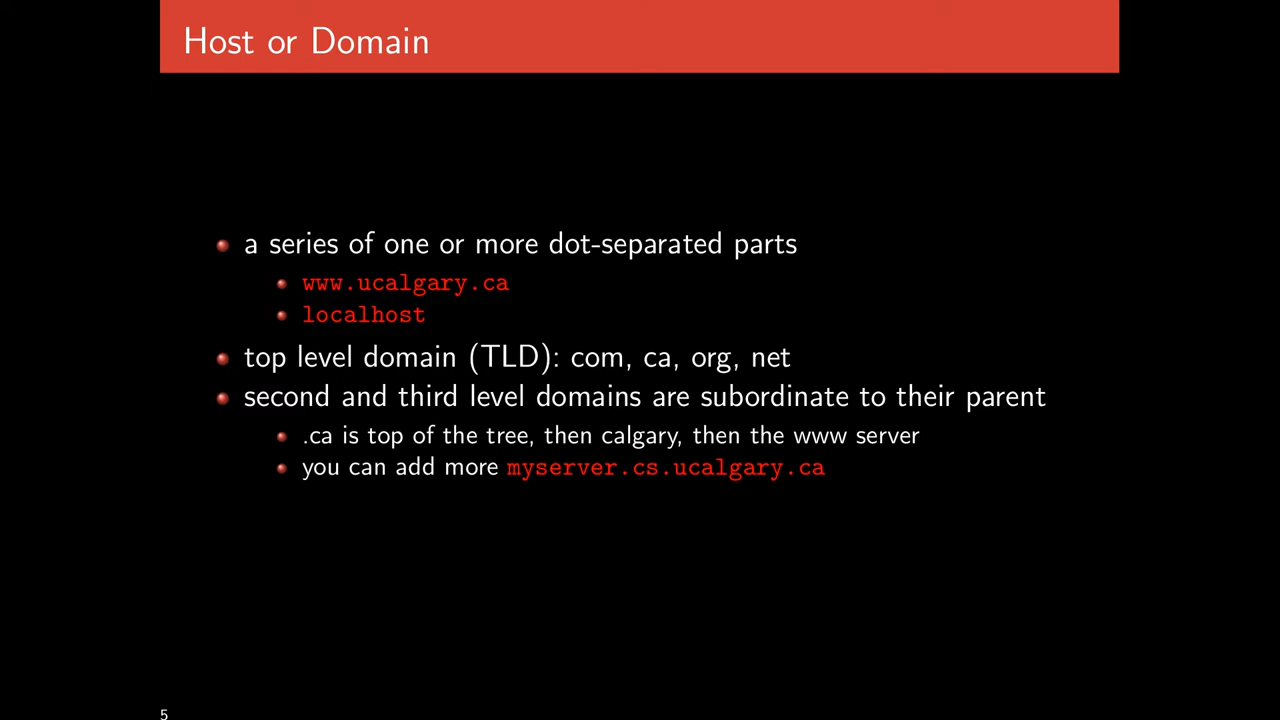 Host or Domain
a series of one or more dot-separated parts
www.ucalgary.ca
localhost
top level domain (TLD): com, ca, org, net
second and third level domains are subordinate to their parent
.ca is top of the tree, then calgary, then the www server
you can add more myserver.cs.ucalgary.ca
5